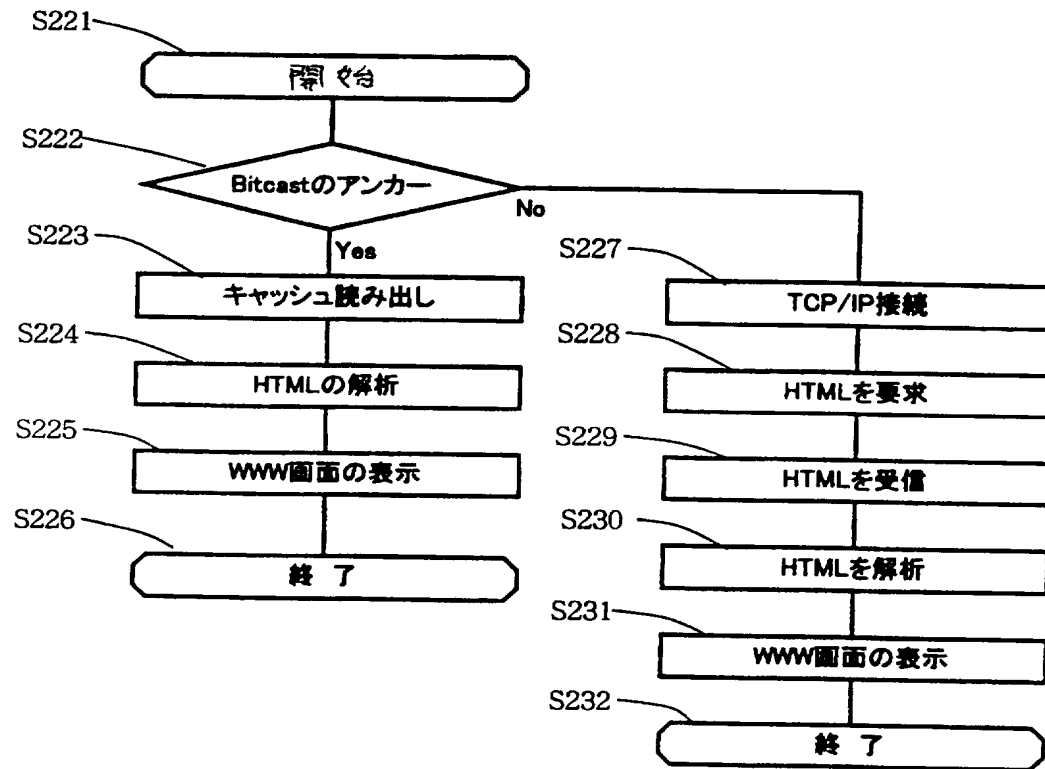 S221
開始
S222
Bitcastのアンカー
No
Yes
S223
キャッシュ読み出し
S224
HTMLの解析
S225
WWW画面の表示
S226
終了
S227
TCP/IP接続
S228
HTMLを要求
S229
HTMLを受信
S230
HTMLを解析
S231
WWW画面の表示
S232
終了